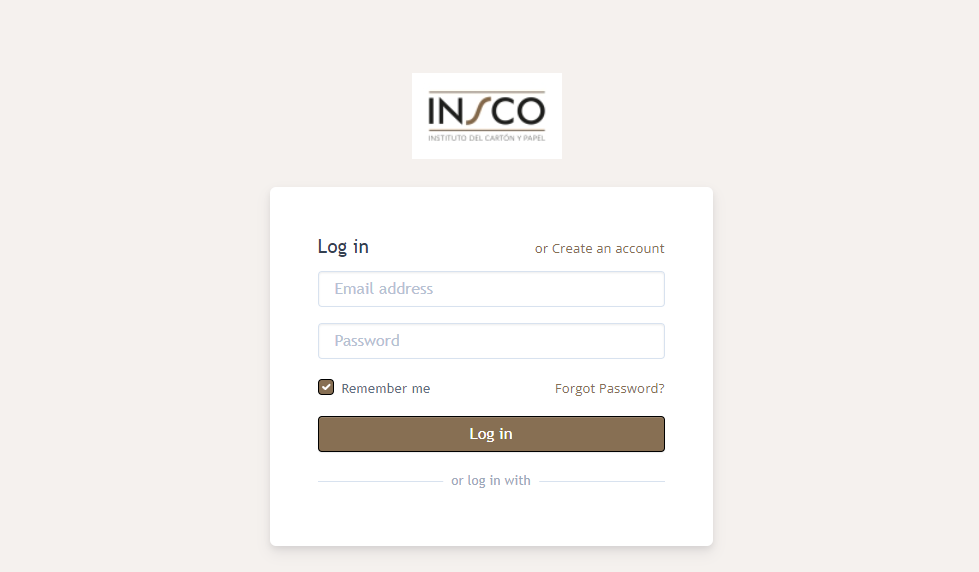 INSCO
INSTITUTO DEL CARTÓN Y PAPEL
Log in
or Create an account
Email address
Password
Remember me
Forgot Password?
Log in
or log in with